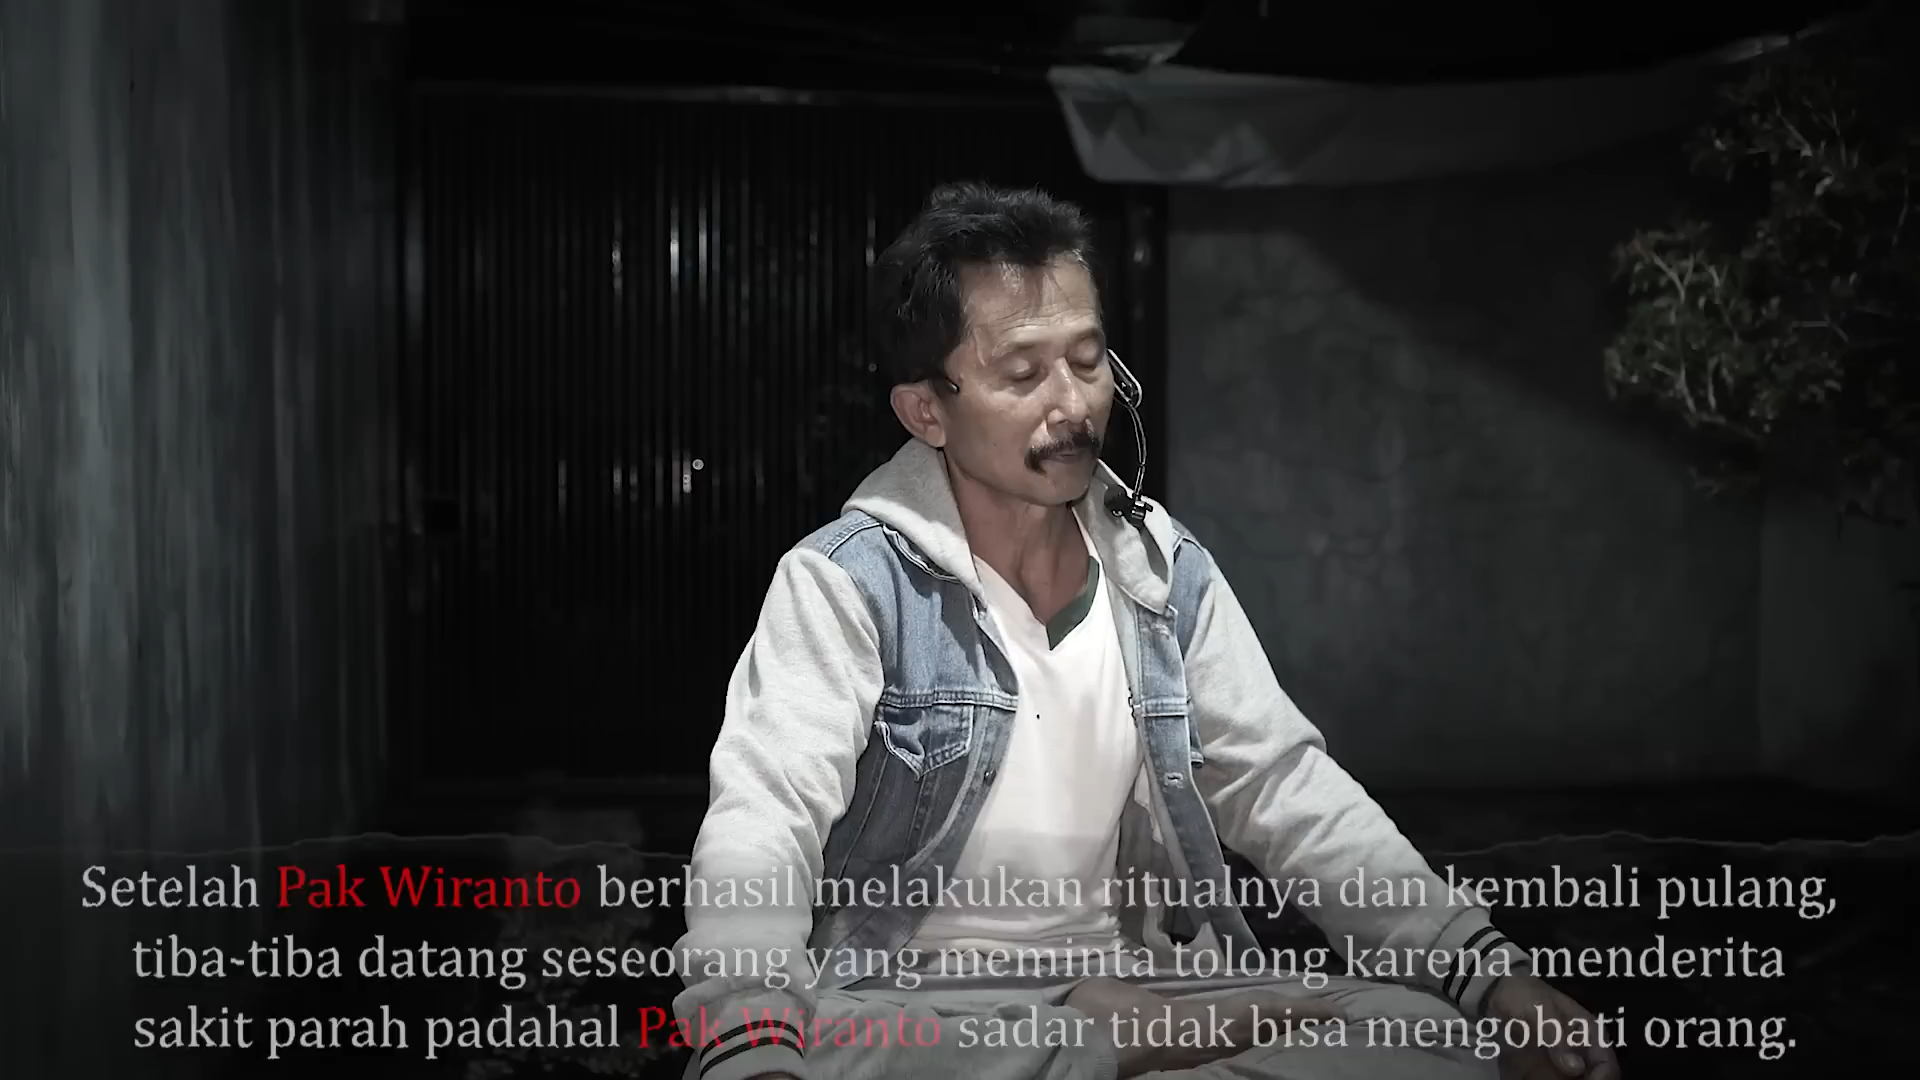 Setelah Pak Wiranto berhasil melakukan ritualnya dan kembali pulang,
tiba-tiba datang seseorang yang meminta tolong karena menderita
sakit parah padahal Pak Wiranto sadar tidak bisa mengobati orang.